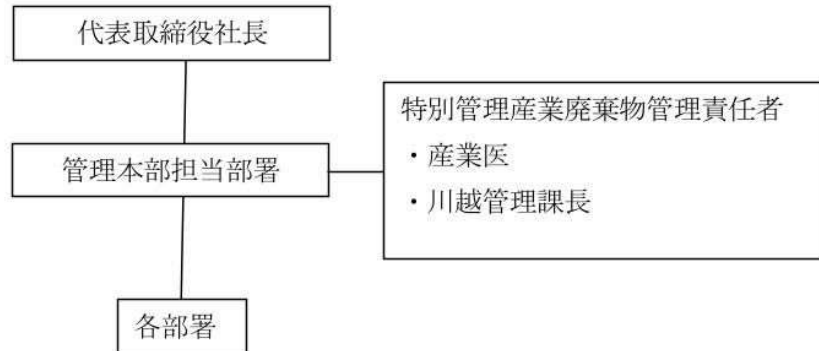 代表取締役社長
管理本部担当部署
特別管理産業廃棄物管理責任者
・産業医
・川越管理課長
各部署